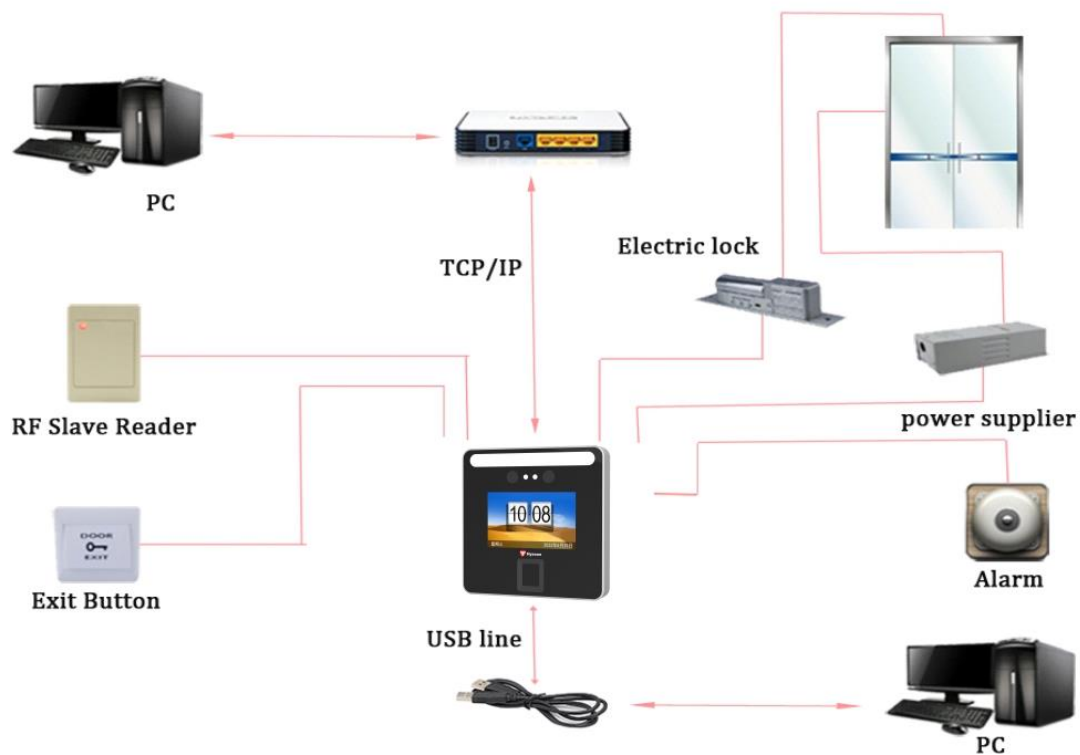 PC
TCP/IP
Electric lock
RF Slave Reader
power supplier
10 08
DOOR
EXIT
Exit Button
Alarm
USB line
PC